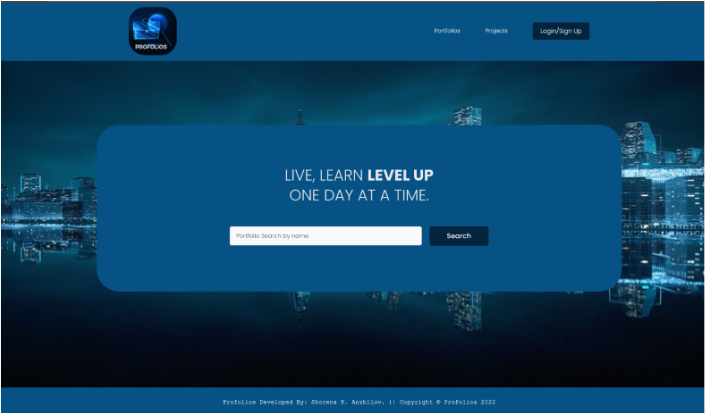 PROFOLIOS
Portfolios
Projects
Login/Sign Up
LIVE, LEARN LEVEL UP
ONE DAY AT A TIME.
Portfolio Search by name
Search
Profolios Developed By: Shorena K. Anzhilov. || Copyright © Profolios 2022